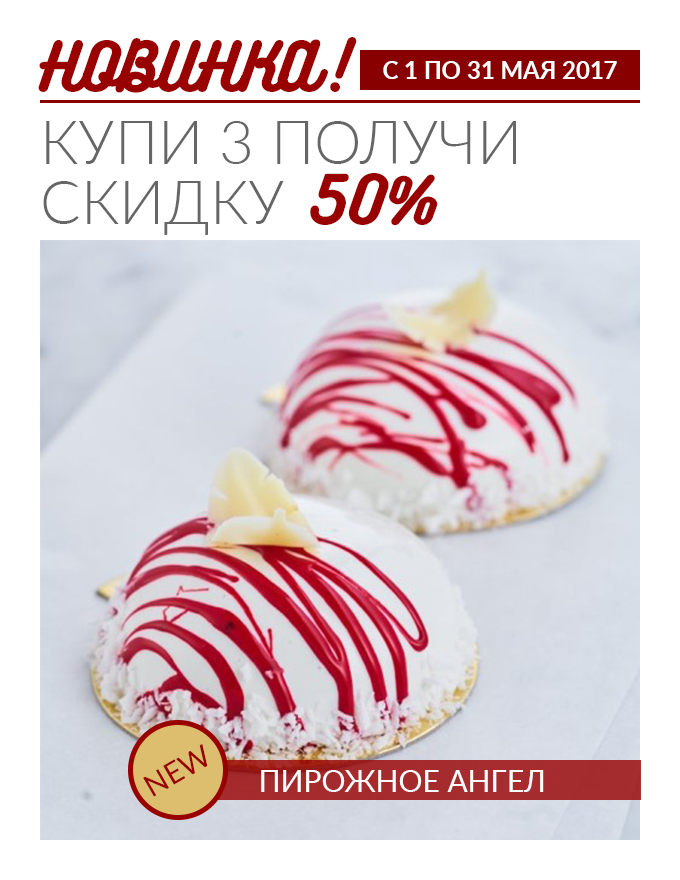 НОВИНКА!
С 1 ПО 31 МАЯ 2017
КУПИ 3 ПОЛУЧИ
СКИДКУ 50%
NEW
ПИРОЖНОЕ АНГЕЛ